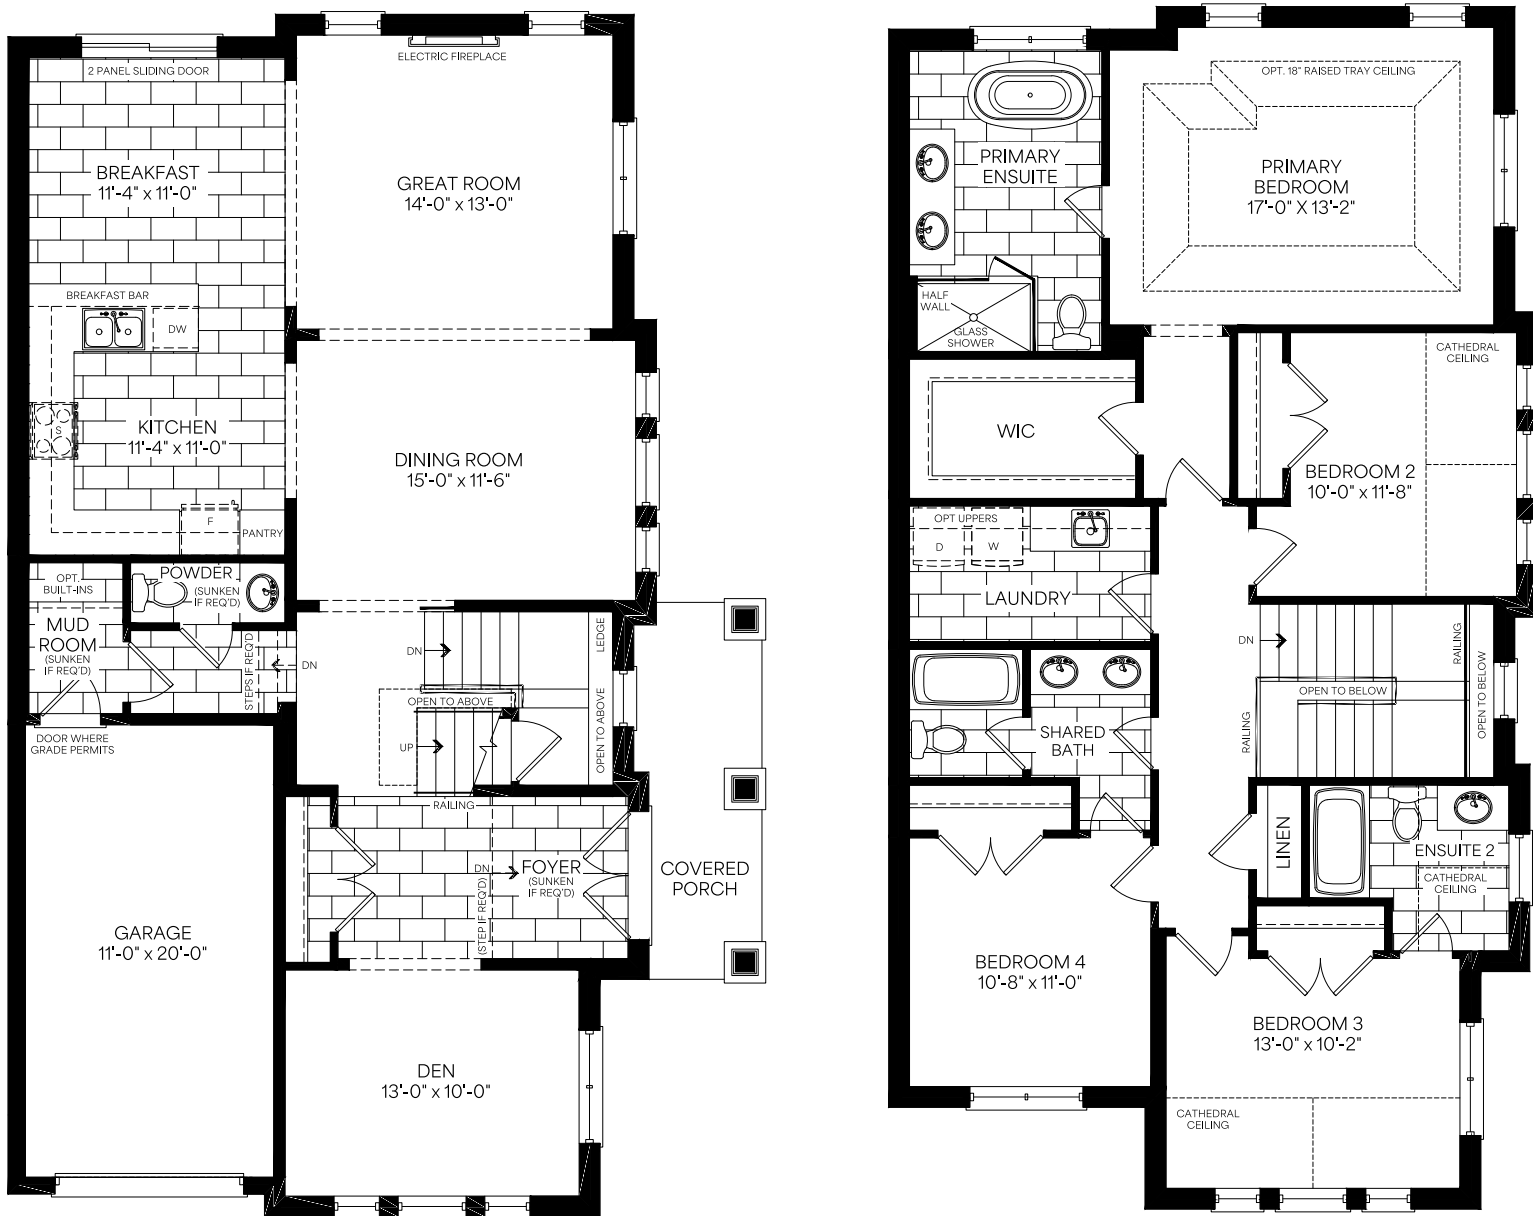 2 PANEL SLIDING DOOR
ELECTRIC FIREPLACE
BREAKFAST
11'-4" x 11'-0"
GREAT ROOM
14'-0" x 13'-0"
BREAKFAST BAR
DW
S
KITCHEN
11'-4" x 11'-0"
DINING ROOM
15'-0" x 11'-6"
F
PANTRY
OPT.
BUILT-INS
POWDER
(SUNKEN
IF REQ'D)
MUD
ROOM
(SUNKEN
IF REQ'D)
STEPS IF REQ'D
DN
DN
LEDGE
OPEN TO ABOVE
OPEN TO ABOVE
UP
DOOR WHERE
GRADE PERMITS
RAILING
DN
FOYER
(SUNKEN
IF REQ'D)
(STEP IF REQ'D)
COVERED
PORCH
GARAGE
11'-0" x 20'-0"
DEN
13'-0" x 10'-0"
OPT. 18" RAISED TRAY CEILING
PRIMARY
ENSUITE
PRIMARY
BEDROOM
17'-0" X 13'-2"
HALF
WALL
GLASS
SHOWER
CATHEDRAL
CEILING
WIC
BEDROOM 2
10'-0" x 11'-8"
OPT UPPERS
D
W
LAUNDRY
DN
RAILING
OPEN TO BELOW
OPEN TO BELOW
RAILING
SHARED
BATH
LINEN
ENSUITE 2
CATHEDRAL
CEILING
BEDROOM 4
10'-8" x 11'-0"
BEDROOM 3
13'-0" x 10'-2"
CATHEDRAL
CEILING